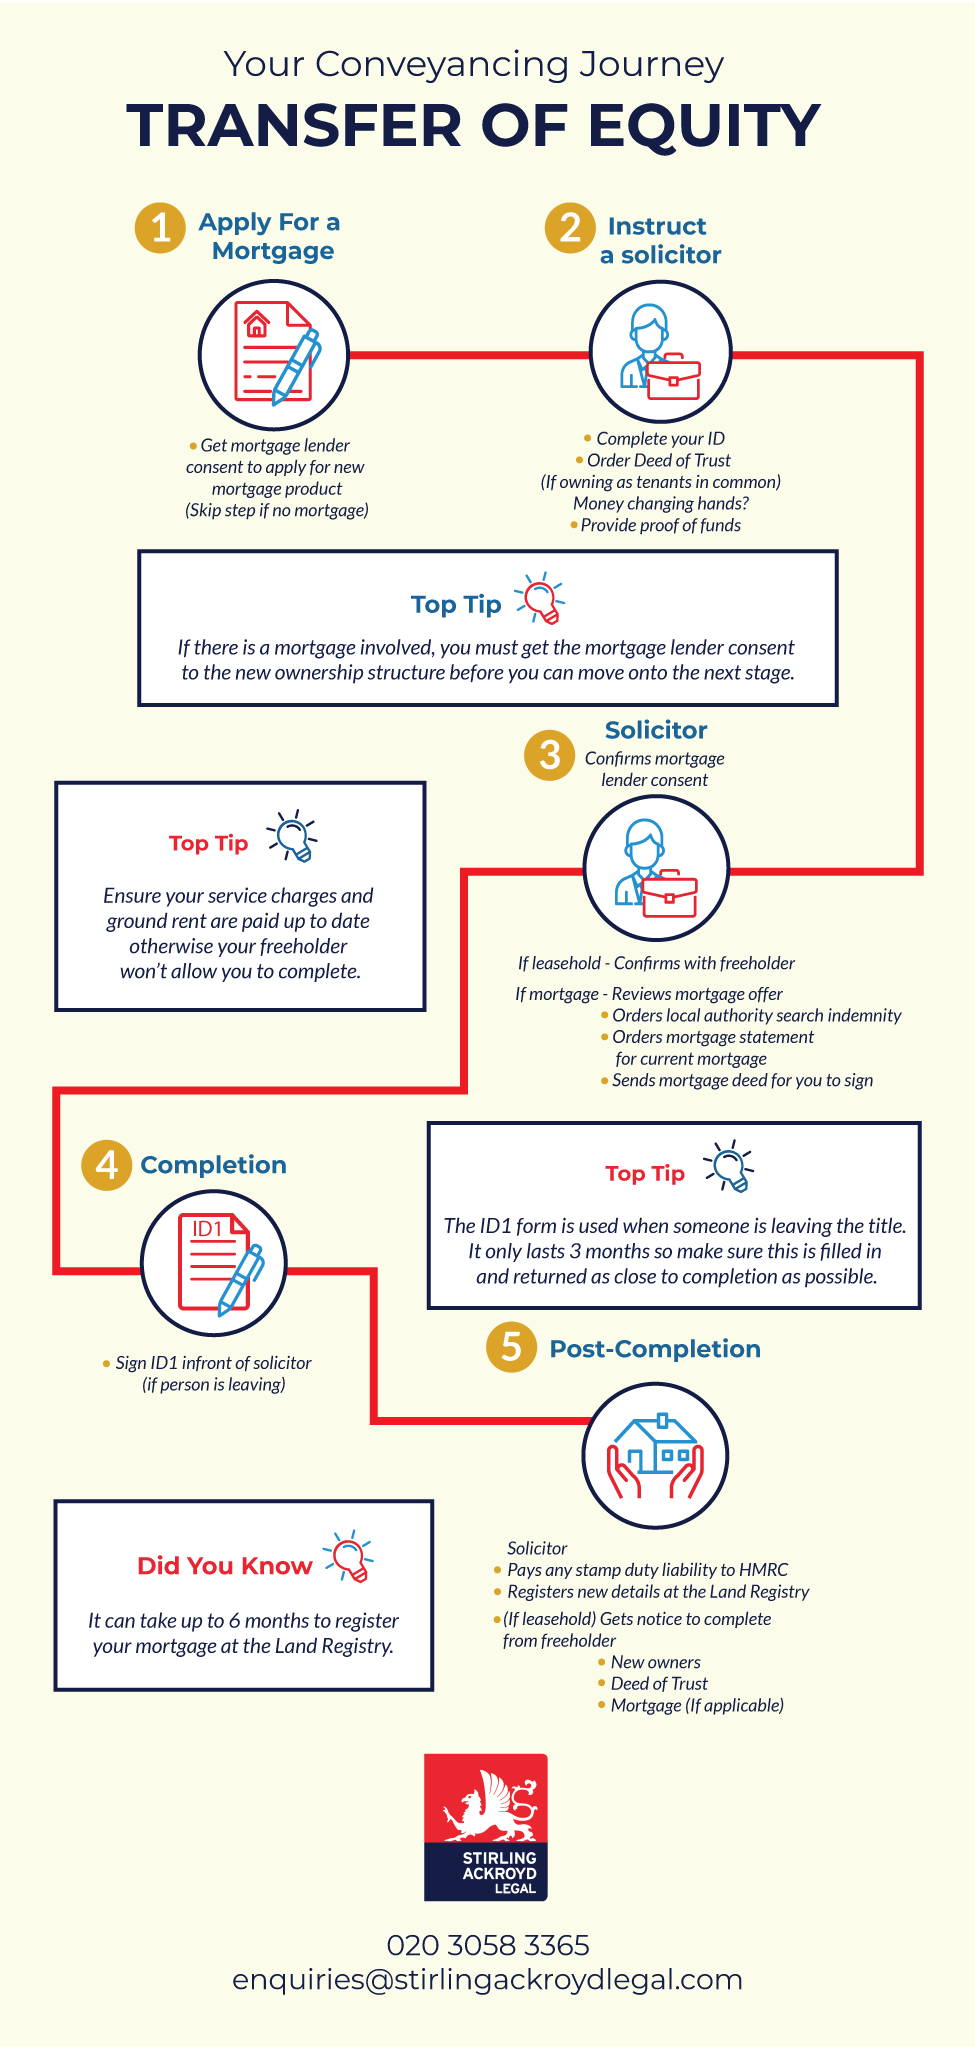 Your Conveyancing Journey
TRANSFER OF EQUITY
1
Apply For a
Mortgage
• Get mortgage lender
consent to apply for new
mortgage product
(Skip step if no mortgage)
2
Instruct
a solicitor
• Complete your ID
• Order Deed of Trust
(If owning as tenants in common)
Money changing hands?
• Provide proof of funds
Top Tip
If there is a mortgage involved, you must get the mortgage lender consent
to the new ownership structure before you can move onto the next stage.
3
Solicitor
Confirms mortgage
lender consent
If leasehold - Confirms with freeholder
If mortgage - Reviews mortgage offer
• Orders local authority search indemnity
• Orders mortgage statement
for current mortgage
• Sends mortgage deed for you to sign
Top Tip
Ensure your service charges and
ground rent are paid up to date
otherwise your freeholder
won't allow you to complete.
4
Completion
ID1
• Sign ID1 infront of solicitor
(if person is leaving)
Top Tip
The ID1 form is used when someone is leaving the title.
It only lasts 3 months so make sure this is filled in
and returned as close to completion as possible.
5
Post-Completion
Solicitor
• Pays any stamp duty liability to HMRC
• Registers new details at the Land Registry
• (If leasehold) Gets notice to complete
from freeholder
• New owners
• Deed of Trust
• Mortgage (If applicable)
Did You Know
It can take up to 6 months to register
your mortgage at the Land Registry.
STIRLING
ACKROYD
LEGAL
020 3058 3365
enquiries@stirlingackroydlegal.com